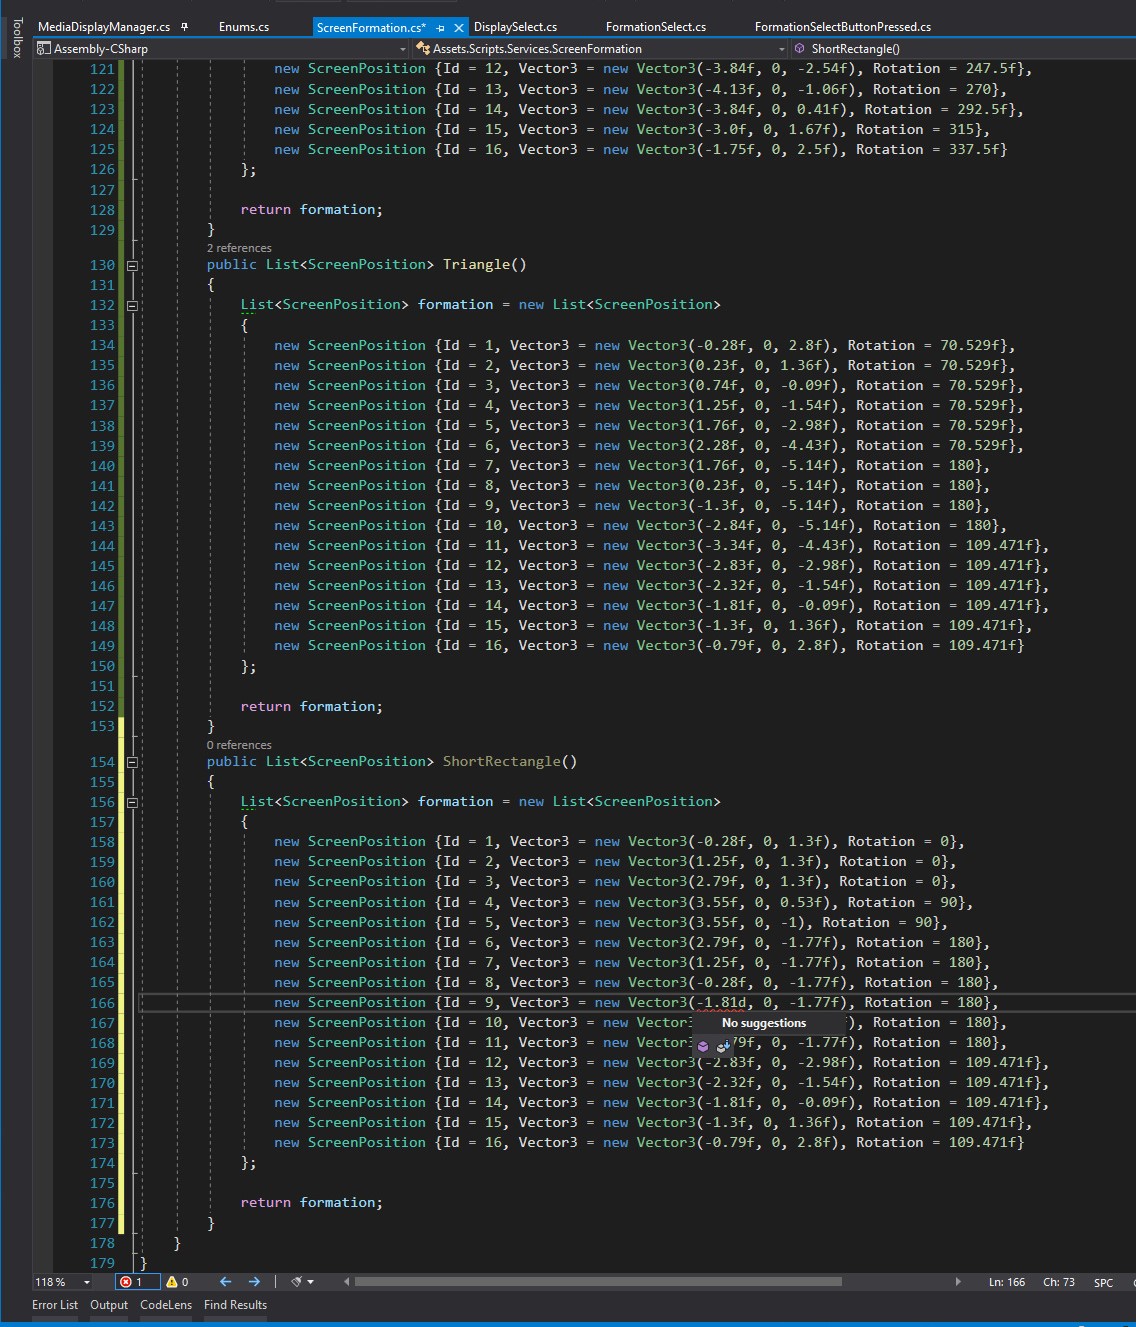 Toolbox
MediaDisplayManager.cs Enums.cs ScreenFormation.cs* DisplaySelect.cs FormationSelect.cs FormationSelectButtonPressed.cs
Assembly-CSharp Assets.Scripts.Services.ScreenFormation ShortRectangle()
121 new ScreenPosition {Id = 12, Vector3 = new Vector3(-3.84f, 0, -2.54f), Rotation = 247.5f},
122 new ScreenPosition {Id = 13, Vector3 = new Vector3(-4.13f, 0, -1.06f), Rotation = 270},
123 new ScreenPosition {Id = 14, Vector3 = new Vector3(-3.84f, 0, 0.41f), Rotation = 292.5f},
124 new ScreenPosition {Id = 15, Vector3 = new Vector3(-3.0f, 0, 1.67f), Rotation = 315},
125 new ScreenPosition {Id = 16, Vector3 = new Vector3(-1.75f, 0, 2.5f), Rotation = 337.5f}
126 };
127
128 return formation;
129 }
2 references
130 public List<ScreenPosition> Triangle()
131 {
132 List<ScreenPosition> formation = new List<ScreenPosition>
133 {
134 new ScreenPosition {Id = 1, Vector3 = new Vector3(-0.28f, 0, 2.8f), Rotation = 70.529f},
135 new ScreenPosition {Id = 2, Vector3 = new Vector3(0.23f, 0, 1.36f), Rotation = 70.529f},
136 new ScreenPosition {Id = 3, Vector3 = new Vector3(0.74f, 0, -0.09f), Rotation = 70.529f},
137 new ScreenPosition {Id = 4, Vector3 = new Vector3(1.25f, 0, -1.54f), Rotation = 70.529f},
138 new ScreenPosition {Id = 5, Vector3 = new Vector3(1.76f, 0, -2.98f), Rotation = 70.529f},
139 new ScreenPosition {Id = 6, Vector3 = new Vector3(2.28f, 0, -4.43f), Rotation = 70.529f},
140 new ScreenPosition {Id = 7, Vector3 = new Vector3(1.76f, 0, -5.14f), Rotation = 180},
141 new ScreenPosition {Id = 8, Vector3 = new Vector3(0.23f, 0, -5.14f), Rotation = 180},
142 new ScreenPosition {Id = 9, Vector3 = new Vector3(-1.3f, 0, -5.14f), Rotation = 180},
143 new ScreenPosition {Id = 10, Vector3 = new Vector3(-2.84f, 0, -5.14f), Rotation = 180},
144 new ScreenPosition {Id = 11, Vector3 = new Vector3(-3.34f, 0, -4.43f), Rotation = 109.471f},
145 new ScreenPosition {Id = 12, Vector3 = new Vector3(-2.83f, 0, -2.98f), Rotation = 109.471f},
146 new ScreenPosition {Id = 13, Vector3 = new Vector3(-2.32f, 0, -1.54f), Rotation = 109.471f},
147 new ScreenPosition {Id = 14, Vector3 = new Vector3(-1.81f, 0, -0.09f), Rotation = 109.471f},
148 new ScreenPosition {Id = 15, Vector3 = new Vector3(-1.3f, 0, 1.36f), Rotation = 109.471f},
149 new ScreenPosition {Id = 16, Vector3 = new Vector3(-0.79f, 0, 2.8f), Rotation = 109.471f}
150 };
151
152 return formation;
153 }
0 references
154 public List<ScreenPosition> ShortRectangle()
155 {
156 List<ScreenPosition> formation = new List<ScreenPosition>
157 {
158 new ScreenPosition {Id = 1, Vector3 = new Vector3(-0.28f, 0, 1.3f), Rotation = 0},
159 new ScreenPosition {Id = 2, Vector3 = new Vector3(1.25f, 0, 1.3f), Rotation = 0},
160 new ScreenPosition {Id = 3, Vector3 = new Vector3(2.79f, 0, 1.3f), Rotation = 0},
161 new ScreenPosition {Id = 4, Vector3 = new Vector3(3.55f, 0, 0.53f), Rotation = 90},
162 new ScreenPosition {Id = 5, Vector3 = new Vector3(3.55f, 0, -1), Rotation = 90},
163 new ScreenPosition {Id = 6, Vector3 = new Vector3(2.79f, 0, -1.77f), Rotation = 180},
164 new ScreenPosition {Id = 7, Vector3 = new Vector3(1.25f, 0, -1.77f), Rotation = 180},
165 new ScreenPosition {Id = 8, Vector3 = new Vector3(-0.28f, 0, -1.77f), Rotation = 180},
166 new ScreenPosition {Id = 9, Vector3 = new Vector3(-1.81d, 0, -1.77f), Rotation = 180},
167 new ScreenPosition {Id = 10, Vector3 = new Vector3 No suggestions ), Rotation = 180},
168 new ScreenPosition {Id = 11, Vector3 = new Vector3 79f, 0, -1.77f), Rotation = 180},
169 new ScreenPosition {Id = 12, Vector3 = new Vector3(-2.83f, 0, -2.98f), Rotation = 109.471f},
170 new ScreenPosition {Id = 13, Vector3 = new Vector3(-2.32f, 0, -1.54f), Rotation = 109.471f},
171 new ScreenPosition {Id = 14, Vector3 = new Vector3(-1.81f, 0, -0.09f), Rotation = 109.471f},
172 new ScreenPosition {Id = 15, Vector3 = new Vector3(-1.3f, 0, 1.36f), Rotation = 109.471f},
173 new ScreenPosition {Id = 16, Vector3 = new Vector3(-0.79f, 0, 2.8f), Rotation = 109.471f}
174 };
175
176 return formation;
177 }
178 }
179 }
118 % 1 0 Ln: 166 Ch: 73 SPC
Error List Output CodeLens Find Results